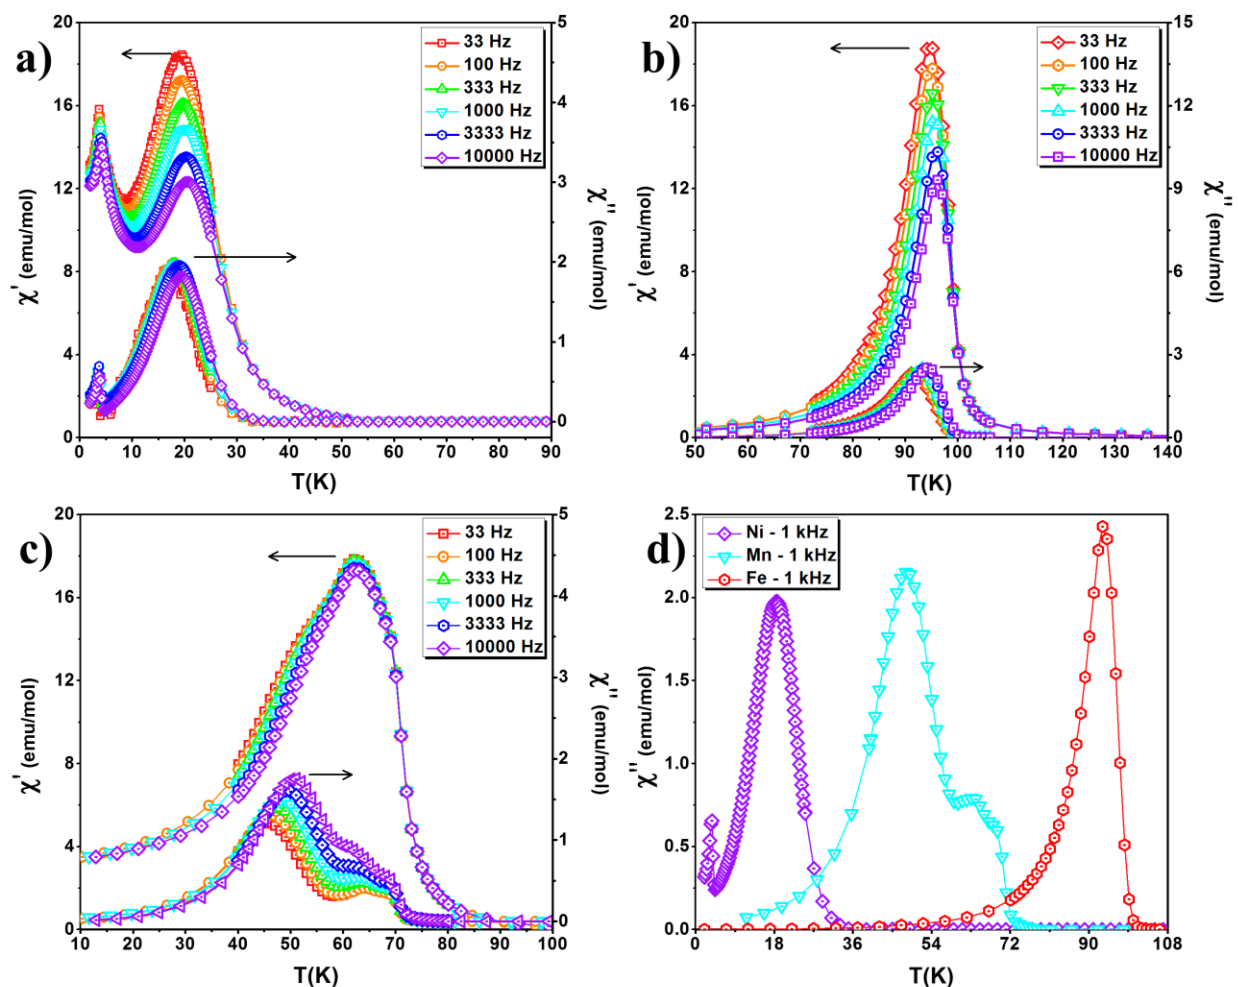 a)
20
16
12
8
4
0
χ' (emu/mol)
5
4
3
2
1
0
χ'' (emu/mol)
33 Hz
100 Hz
333 Hz
1000 Hz
3333 Hz
10000 Hz
0 10 20 30 40 50 60 70 80 90
T(K)
b)
20
16
12
8
4
0
χ' (emu/mol)
15
12
9
6
3
0
χ'' (emu/mol)
33 Hz
100 Hz
333 Hz
1000 Hz
3333 Hz
10000 Hz
50 60 70 80 90 100 110 120 130 140
T(K)
c)
20
16
12
8
4
0
χ' (emu/mol)
5
4
3
2
1
0
χ'' (emu/mol)
33 Hz
100 Hz
333 Hz
1000 Hz
3333 Hz
10000 Hz
10 20 30 40 50 60 70 80 90 100
T(K)
d)
2.5
2.0
1.5
1.0
0.5
0.0
χ'' (emu/mol)
Ni - 1 kHz
Mn - 1 kHz
Fe - 1 kHz
0 18 36 54 72 90 108
T(K)